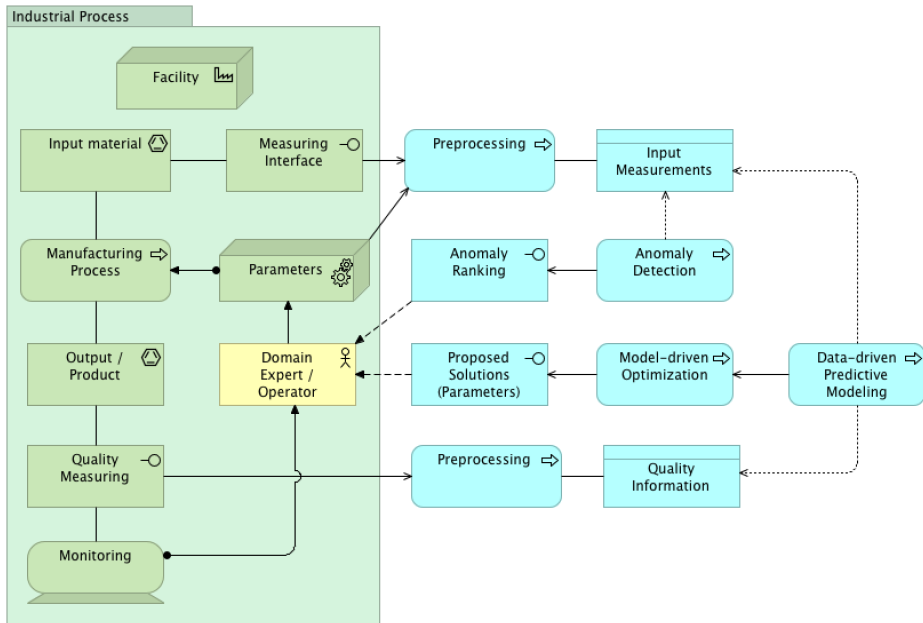 Industrial Process
Facility
Input material
Measuring
Interface
Preprocessing
Input
Measurements
Manufacturing
Process
Parameters
Anomaly
Ranking
Anomaly
Detection
Output /
Product
Domain
Expert /
Operator
Proposed
Solutions
(Parameters)
Model-driven
Optimization
Data-driven
Predictive
Modeling
Quality
Measuring
Preprocessing
Quality
Information
Monitoring